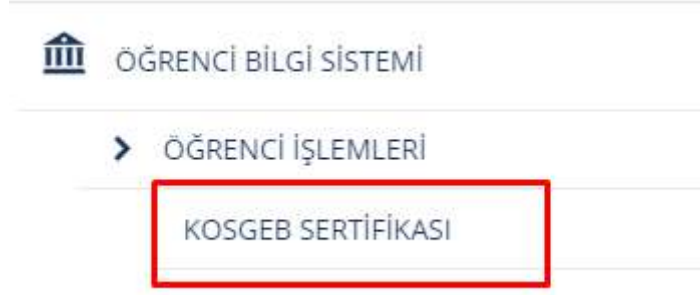 ÖĞRENCİ BİLGİ SİSTEMİ
ÖĞRENCİ İŞLEMLERİ
KOSGEB SERTİFİKASI